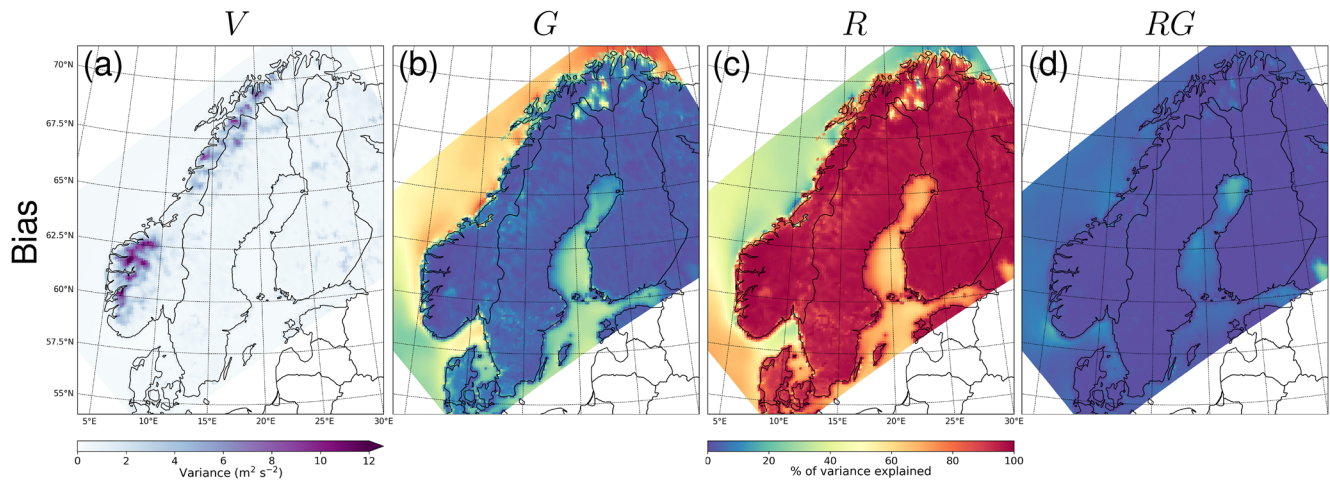 V G R RG
(a) (b) (c) (d)
Bias
70°N
67.5°N
65°N
62.5°N
60°N
57.5°N
55°N
5°E 10°E 15°E 20°E 25°E 30°E
5°E 10°E 15°E 20°E 25°E 30°E
0 2 4 6 8 10 12
Variance (m² s⁻²)
0 20 40 60 80 100
% of variance explained